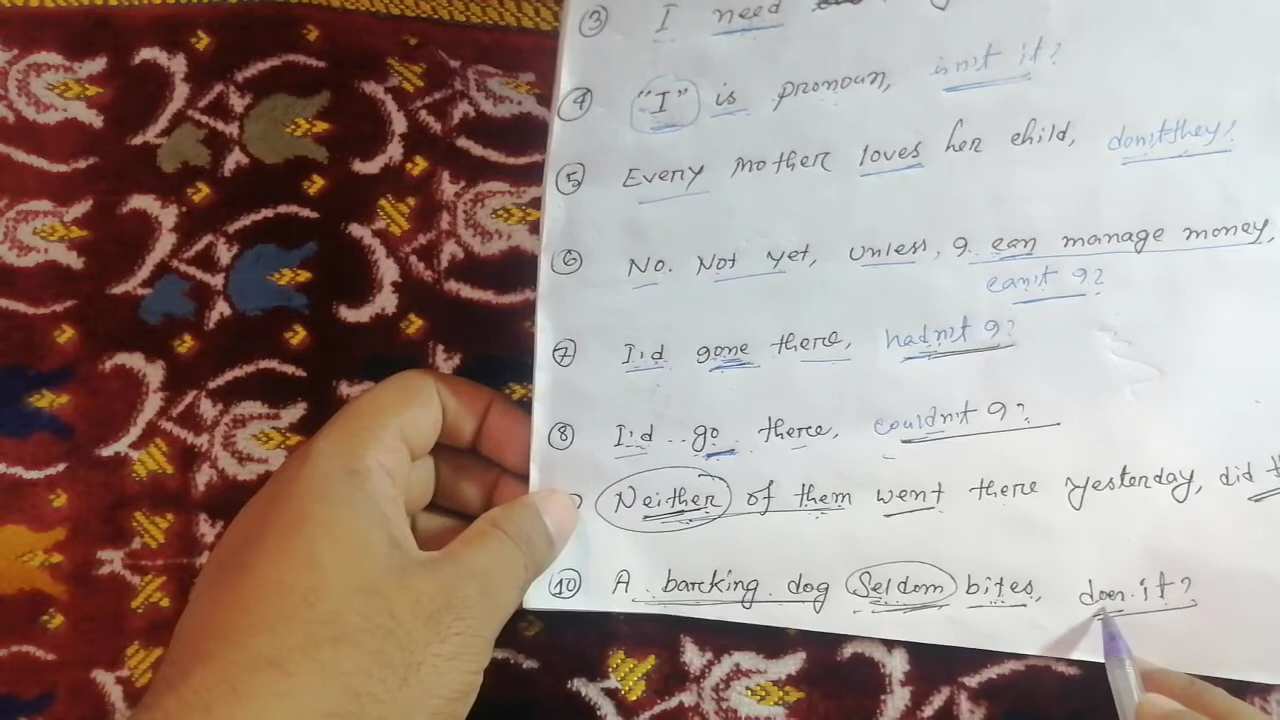 ③ I need
④ "I" is pronoun, isn't it?
⑤ Every mother loves her child, don't they?
⑥ No. Not yet, unless, I can manage money,
can't I?
⑦ I'd gone there, hadn't I?
⑧ I'd go there, couldn't I?
Neither of them went there yesterday, did
⑩ A barking dog Seldom bites, does it?